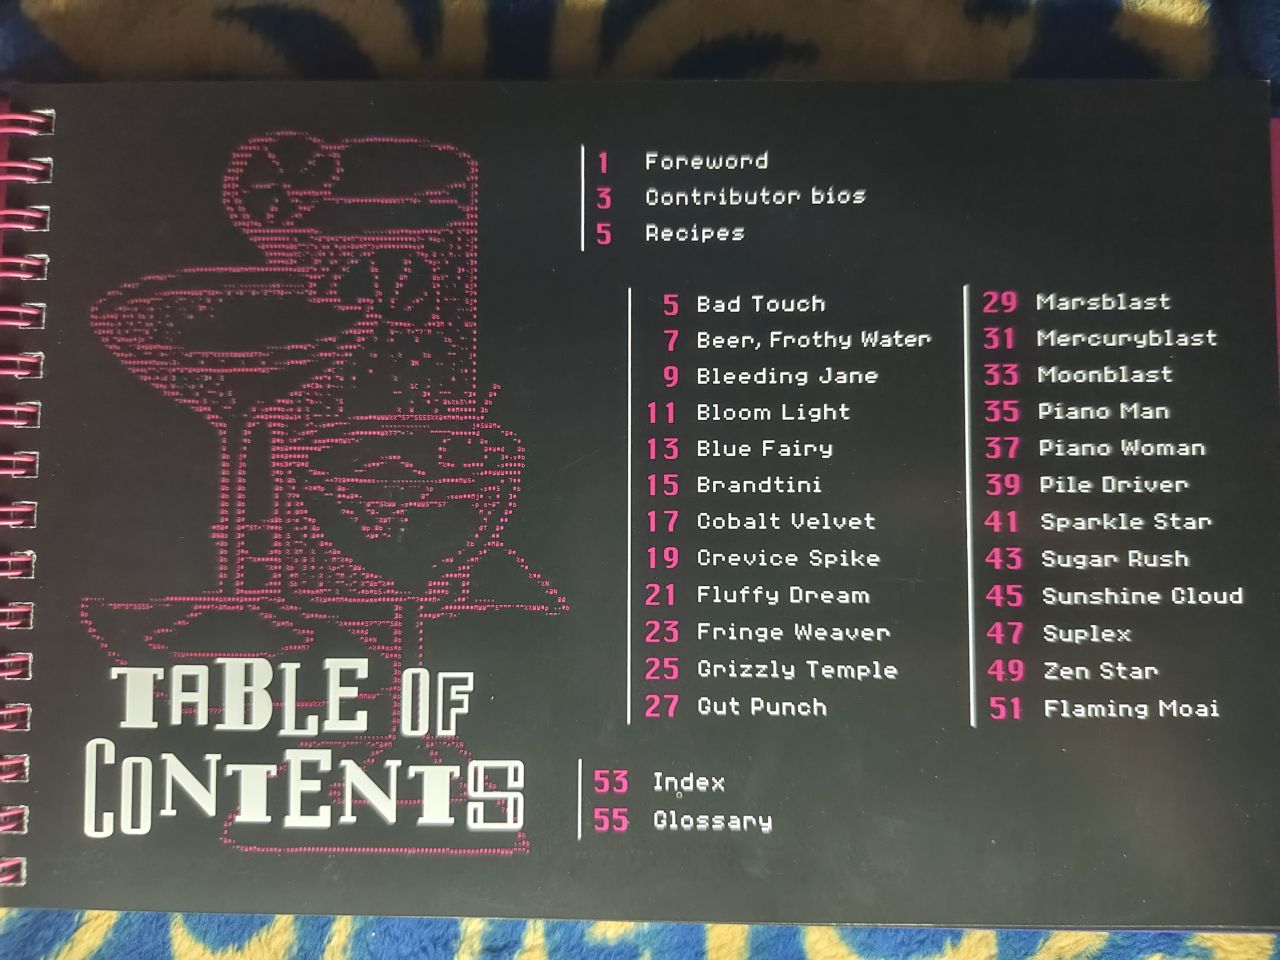 1 Foreword
3 Contributor bios
5 Recipes
5 Bad Touch
7 Beer, Frothy Water
9 Bleeding Jane
11 Bloom Light
13 Blue Fairy
15 Brandtini
17 Cobalt Velvet
19 Crevice Spike
21 Fluffy Dream
23 Fringe Weaver
25 Grizzly Temple
27 Gut Punch
29 Marsblast
31 Mercuryblast
33 Moonblast
35 Piano Man
37 Piano Woman
39 Pile Driver
41 Sparkle Star
43 Sugar Rush
45 Sunshine Cloud
47 Suplex
49 Zen Star
51 Flaming Moai
53 Index
55 Glossary
TABLE OF
CONTENTS